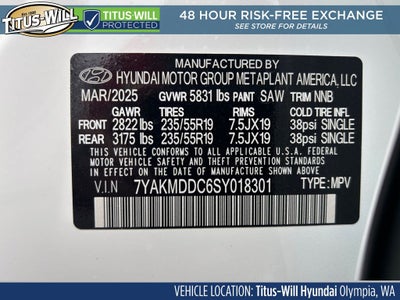 TITUS-WILL
TITUS-WILL
PROTECTED
48 HOUR RISK-FREE EXCHANGE
SEE STORE FOR DETAILS
MANUFACTURED BY
HYUNDAI MOTOR GROUP METAPLANT AMERICA, LLC
MAR/2025 GVWR 5831 lbs PAINT SAW TRIM NNB
GAWR TIRES RIMS COLD TIRE INF
FRONT 2822 lbs 235/55R19 7.5JX19 38psi SINGLE
REAR 3175 lbs 235/55R19 7.5JX19 38psi SINGLE
THIS VEHICLE CONFORMS TO ALL APPLICABLE U.S.A. FEDERAL
MOTOR VEHICLE SAFETY, BUMPER, AND THEFT PREVENTION
STANDARDS IN EFFECT ON THE DATE OF MANUFACTURE SHOWN ABOVE.
V.I.N 7YAKMDDC6SY018301 TYPE: MPV
VEHICLE LOCATION: Titus-Will Hyundai Olympia, WA